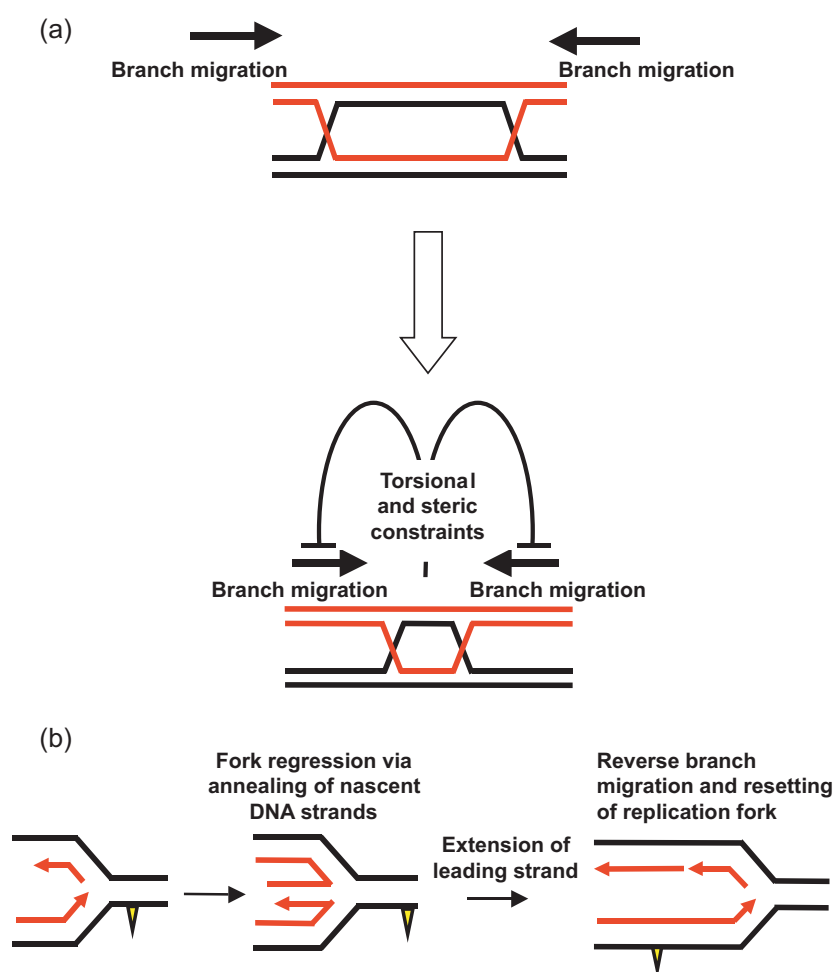 (a)
Branch migration
Branch migration
Torsional
and steric
constraints
Branch migration
Branch migration
(b)
Fork regression via
annealing of nascent
DNA strands
Extension of
leading strand
Reverse branch
migration and resetting
of replication fork